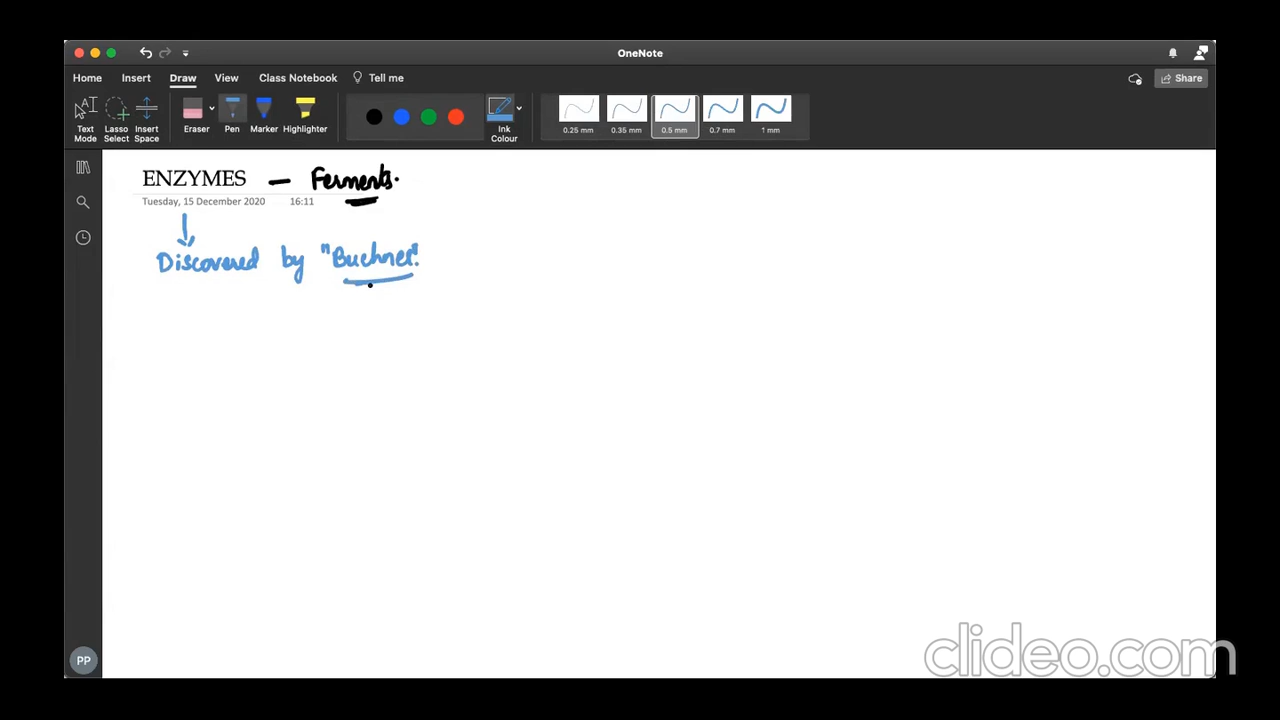 OneNote
Home Insert Draw View Class Notebook Tell me Share
Text Mode Lasso Select Insert Space Eraser Pen Marker Highlighter Ink Colour 0.25 mm 0.35 mm 0.5 mm 0.7 mm 1 mm
ENZYMES — Ferments.
Tuesday, 15 December 2020 16:11
Discovered by "Buchner".
PP
clideo.com